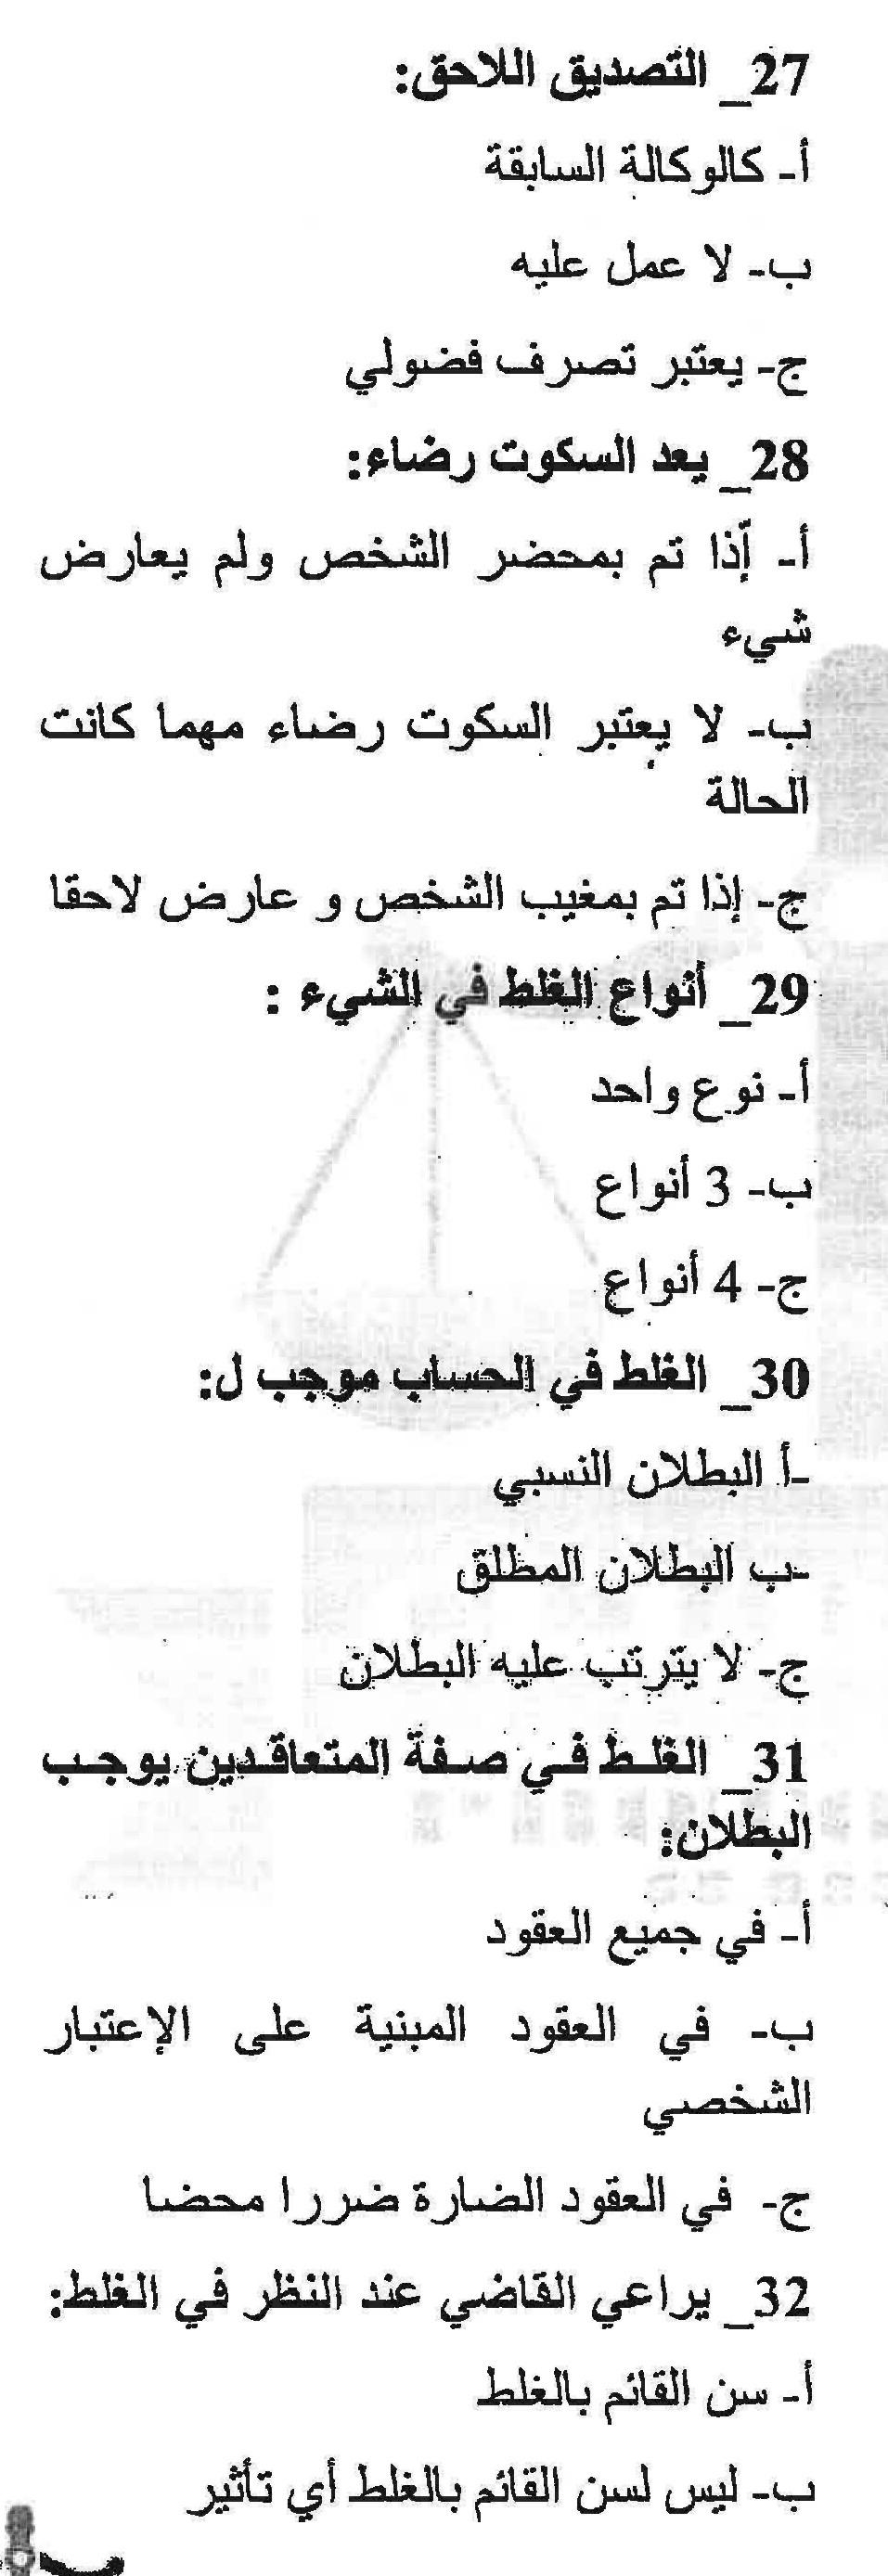 27_ التصديق اللاحق:
أ- كالوكالة السابقة
ب- لا عمل عليه
ج- يعتبر تصرف فضولي
28_ يعد السكوت رضاء:
أ- إّذا تم بمحضر الشخص ولم يعارض
شيء
ب- لا يعتبر السكوت رضاء مهما كانت
الحالة
ج- إذا تم بمغيب الشخص و عارض لاحقا
29_ أنواع الغلط في الشيء :
أ- نوع واحد
ب- 3 أنواع
ج- 4 أنواع
30_ الغلط في الحساب موجب ل:
-أ البطلان النسبي
-ب البطلان المطلق
ج- لا يترتب عليه البطلان
31_ الغلط في صفة المتعاقدين يوجب
البطلان:
أ- في جميع العقود
ب- في العقود المبنية على الإعتبار
الشخصي
ج- في العقود الضارة ضررا محضا
32_ يراعي القاضي عند النظر في الغلط:
أ- سن القائم بالغلط
ب- ليس لسن القائم بالغلط أي تأثير